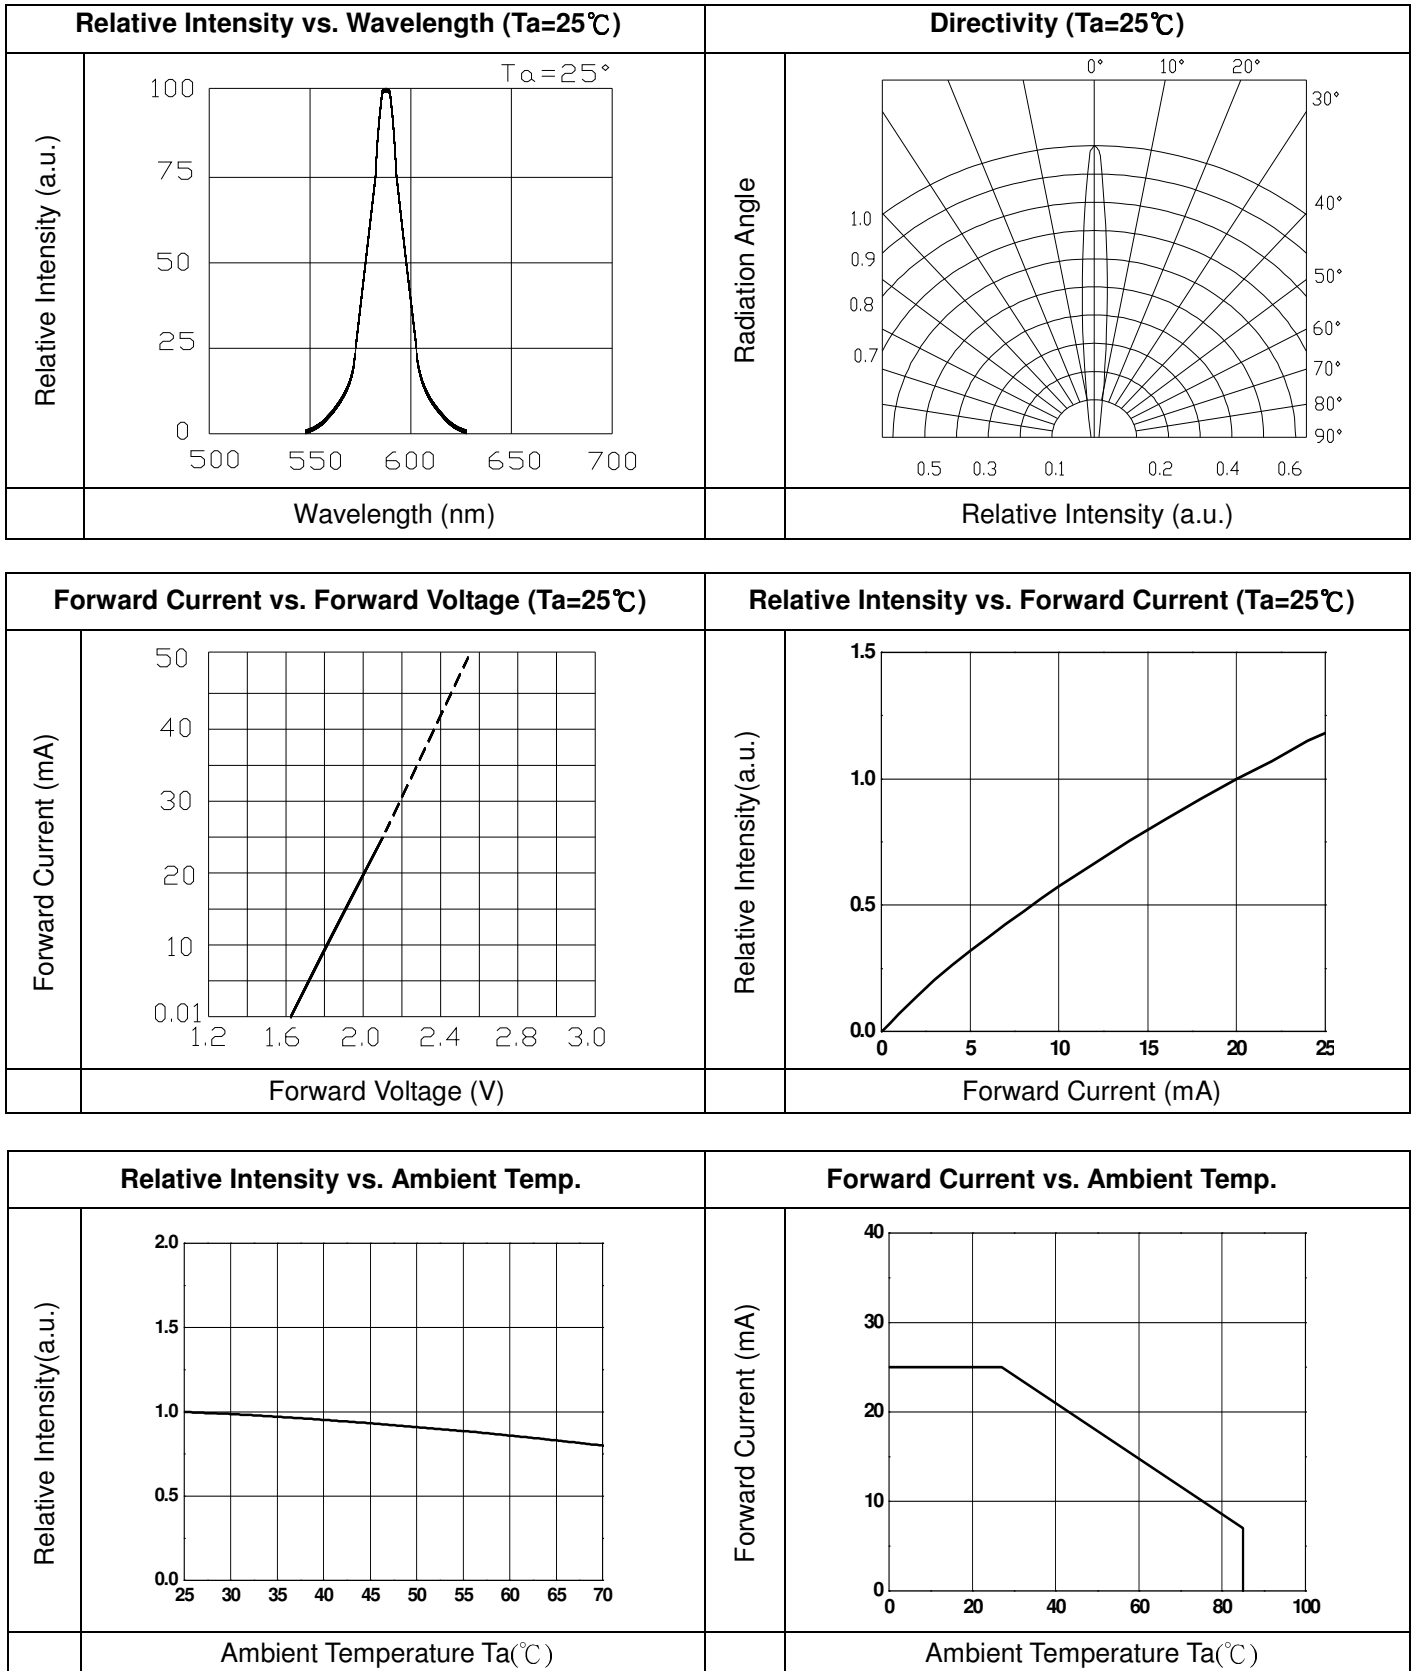 Relative Intensity vs. Wavelength (Ta=25℃)
Directivity (Ta=25℃)
Relative Intensity (a.u.)
Ta=25°
100
75
50
25
0
500 550 600 650 700
Wavelength (nm)
Radiation Angle
0° 10° 20°
30°
40°
50°
60°
70°
80°
90°
1.0
0.9
0.8
0.7
0.5 0.3 0.1 0.2 0.4 0.6
Relative Intensity (a.u.)
Forward Current vs. Forward Voltage (Ta=25℃)
Relative Intensity vs. Forward Current (Ta=25℃)
Forward Current (mA)
50
40
30
20
10
0.01
1.2 1.6 2.0 2.4 2.8 3.0
Forward Voltage (V)
Relative Intensity(a.u.)
1.5
1.0
0.5
0.0
0 5 10 15 20 25
Forward Current (mA)
Relative Intensity vs. Ambient Temp.
Forward Current vs. Ambient Temp.
Relative Intensity(a.u.)
2.0
1.5
1.0
0.5
0.0
25 30 35 40 45 50 55 60 65 70
Ambient Temperature Ta(℃)
Forward Current (mA)
40
30
20
10
0
0 20 40 60 80 100
Ambient Temperature Ta(℃)